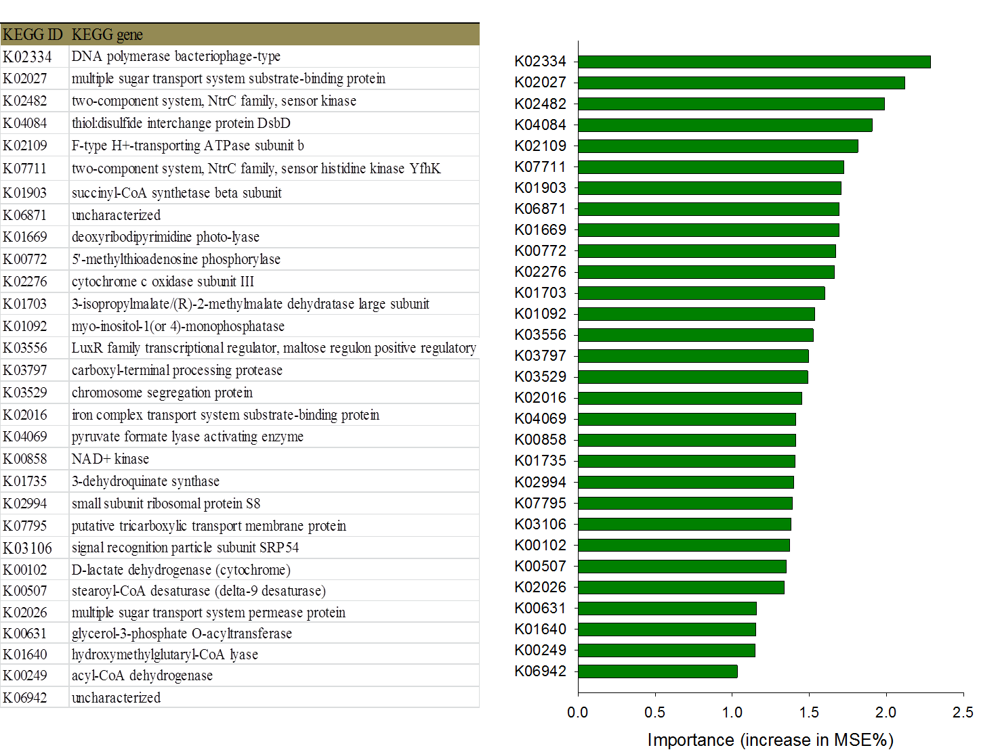 KEGG ID KEGG gene
K02334 DNA polymerase bacteriophage-type
K02027 multiple sugar transport system substrate-binding protein
K02482 two-component system, NtrC family, sensor kinase
K04084 thiol:disulfide interchange protein DsbD
K02109 F-type H+-transporting ATPase subunit b
K07711 two-component system, NtrC family, sensor histidine kinase YfhK
K01903 succinyl-CoA synthetase beta subunit
K06871 uncharacterized
K01669 deoxyribodipyrimidine photo-lyase
K00772 5'-methylthioadenosine phosphorylase
K02276 cytochrome c oxidase subunit III
K01703 3-isopropylmalate/(R)-2-methylmalate dehydratase large subunit
K01092 myo-inositol-1(or 4)-monophosphatase
K03556 LuxR family transcriptional regulator, maltose regulon positive regulatory
K03797 carboxyl-terminal processing protease
K03529 chromosome segregation protein
K02016 iron complex transport system substrate-binding protein
K04069 pyruvate formate lyase activating enzyme
K00858 NAD+ kinase
K01735 3-dehydroquinate synthase
K02994 small subunit ribosomal protein S8
K07795 putative tricarboxylic transport membrane protein
K03106 signal recognition particle subunit SRP54
K00102 D-lactate dehydrogenase (cytochrome)
K00507 stearoyl-CoA desaturase (delta-9 desaturase)
K02026 multiple sugar transport system permease protein
K00631 glycerol-3-phosphate O-acyltransferase
K01640 hydroxymethylglutaryl-CoA lyase
K00249 acyl-CoA dehydrogenase
K06942 uncharacterized
K02334
K02027
K02482
K04084
K02109
K07711
K01903
K06871
K01669
K00772
K02276
K01703
K01092
K03556
K03797
K03529
K02016
K04069
K00858
K01735
K02994
K07795
K03106
K00102
K00507
K02026
K00631
K01640
K00249
K06942
0.0 0.5 1.0 1.5 2.0 2.5
Importance (increase in MSE%)